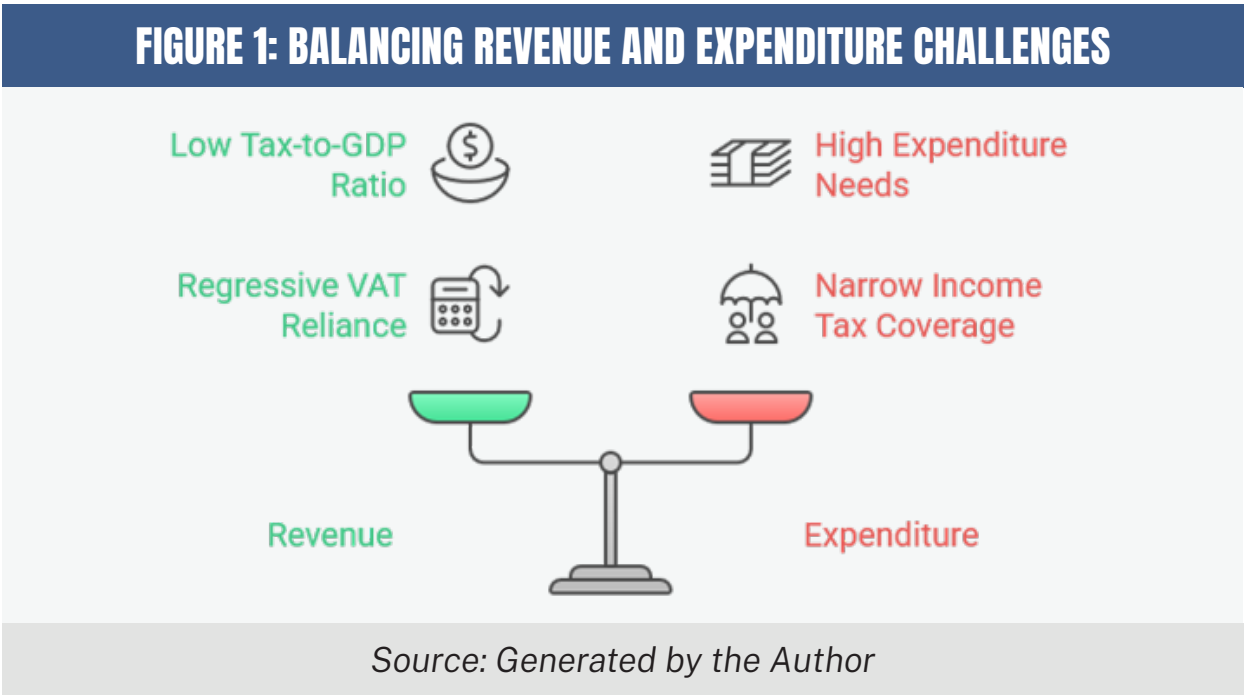 FIGURE 1: BALANCING REVENUE AND EXPENDITURE CHALLENGES
Low Tax-to-GDP
Ratio
$
High Expenditure
Needs
Regressive VAT
Reliance
Narrow Income
Tax Coverage
Revenue
Expenditure
Source: Generated by the Author